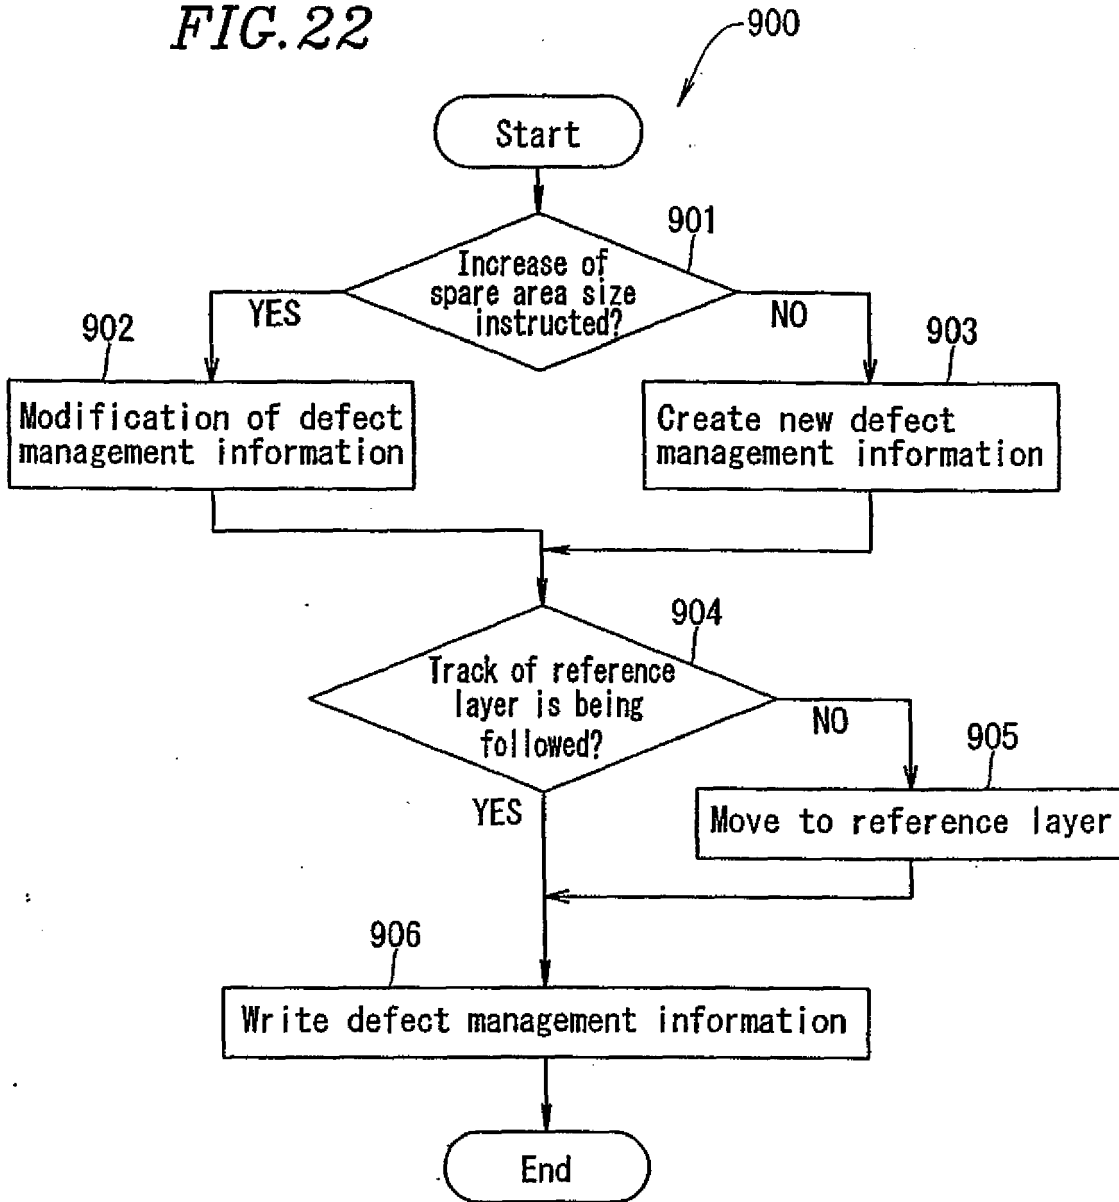 FIG.22
900
Start
901
Increase of
spare area size
instructed?
YES
NO
902
903
Modification of defect
management information
Create new defect
management information
904
Track of reference
layer is being
followed?
NO
905
YES
Move to reference layer
906
Write defect management information
End